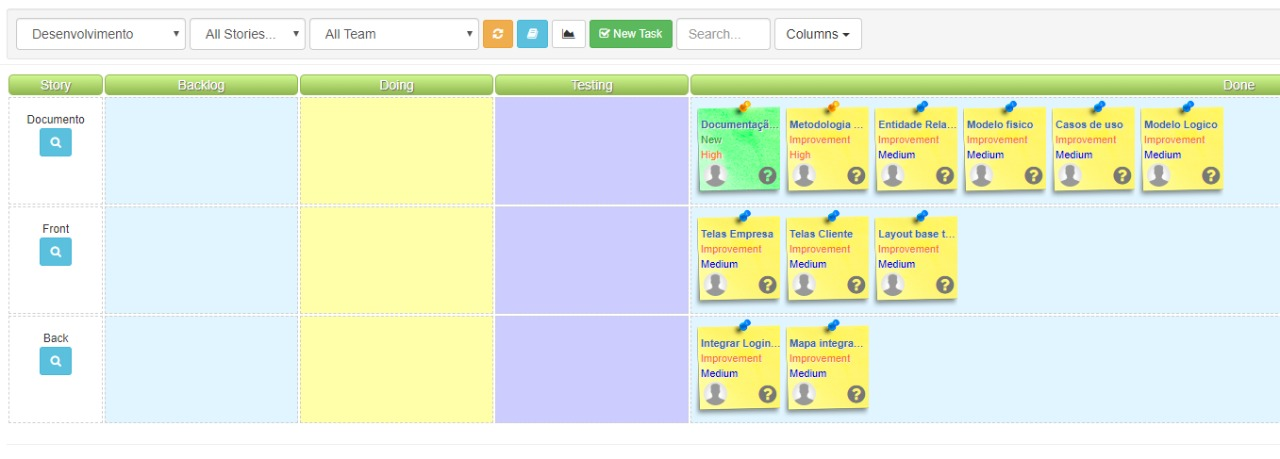 Desenvolvimento
All Stories...
All Team
New Task
Search...
Columns
Story Backlog Doing Testing Done
Documento
Documentaçã...
New
High
Metodologia ...
Improvement
High
Entidade Rela...
Improvement
Medium
Modelo fisico
Improvement
Medium
Casos de uso
Improvement
Medium
Modelo Logico
Improvement
Medium
Front
Telas Empresa
Improvement
Medium
Telas Cliente
Improvement
Medium
Layout base t...
Improvement
Medium
Back
Integrar Login...
Improvement
Medium
Mapa integra...
Improvement
Medium